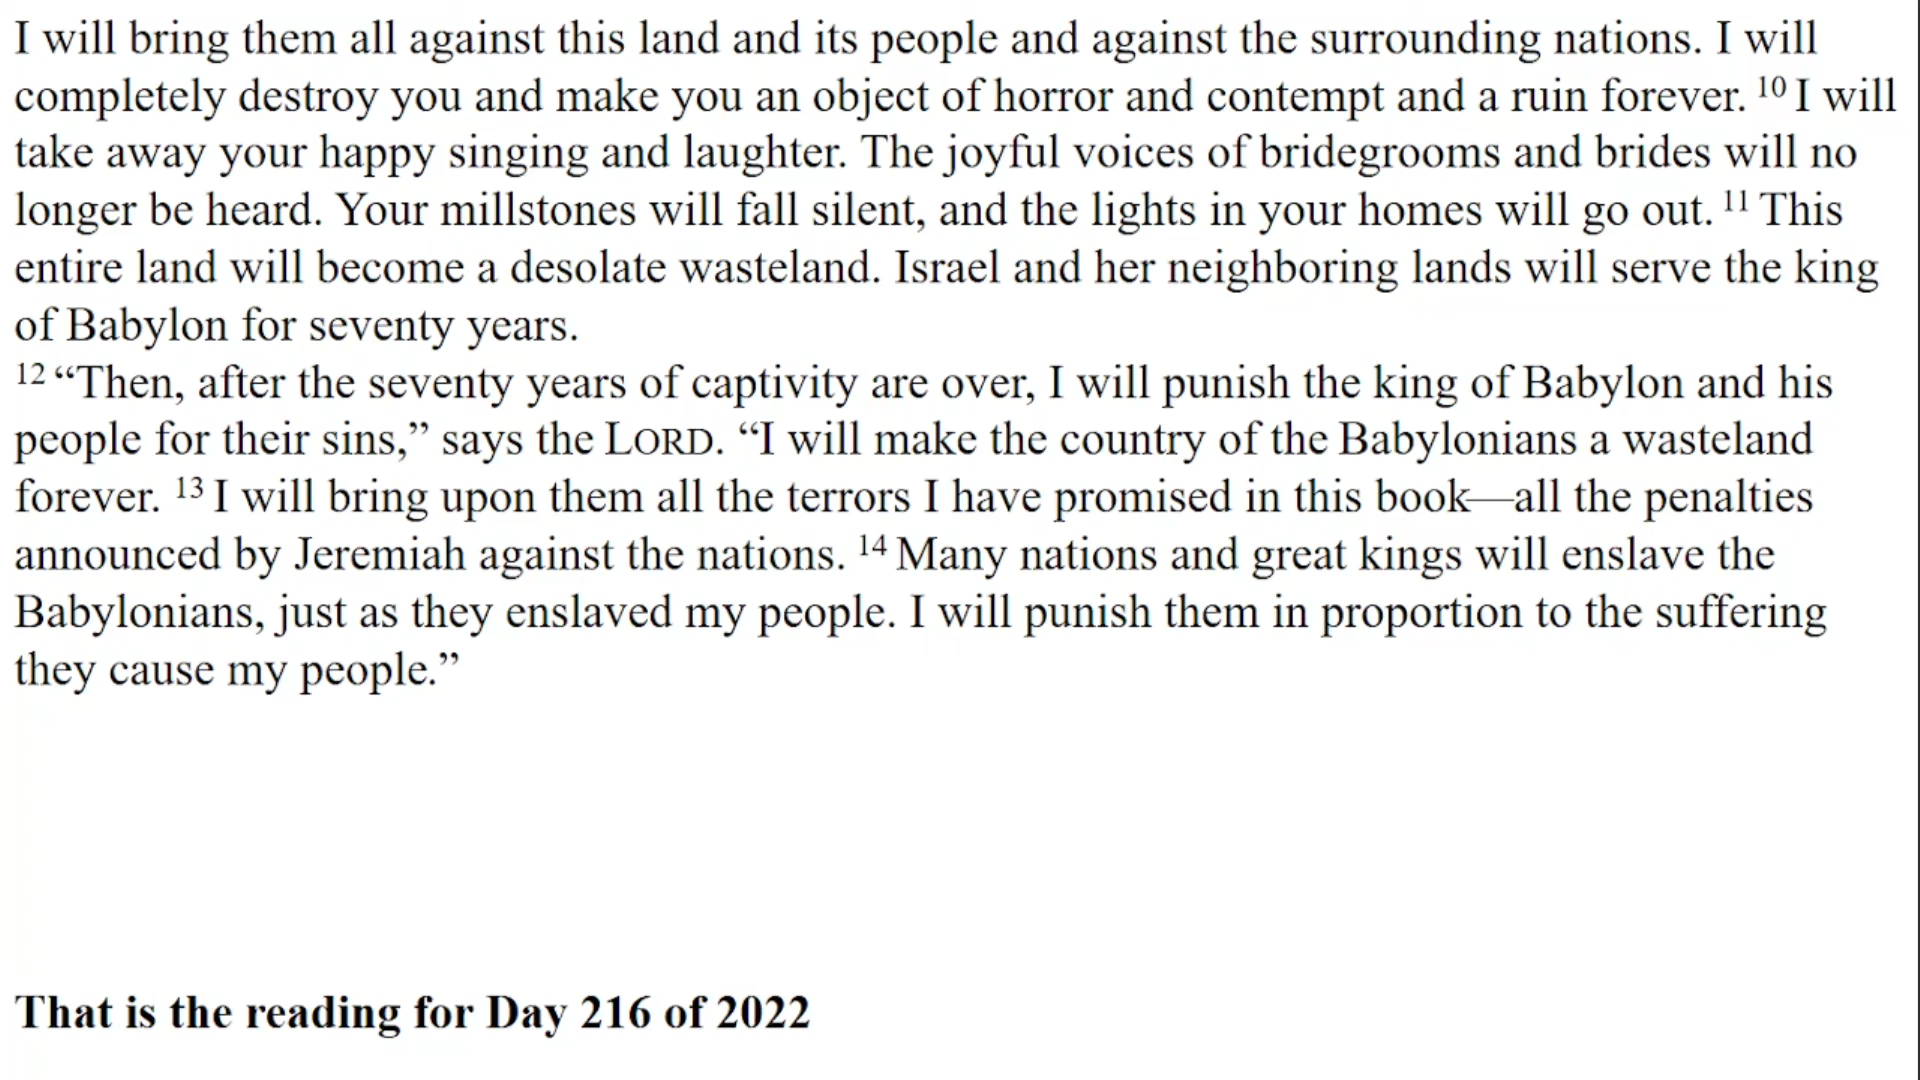 I will bring them all against this land and its people and against the surrounding nations. I will
completely destroy you and make you an object of horror and contempt and a ruin forever. 10 I will
take away your happy singing and laughter. The joyful voices of bridegrooms and brides will no
longer be heard. Your millstones will fall silent, and the lights in your homes will go out. 11 This
entire land will become a desolate wasteland. Israel and her neighboring lands will serve the king
of Babylon for seventy years.
12 “Then, after the seventy years of captivity are over, I will punish the king of Babylon and his
people for their sins,” says the LORD. “I will make the country of the Babylonians a wasteland
forever. 13 I will bring upon them all the terrors I have promised in this book—all the penalties
announced by Jeremiah against the nations. 14 Many nations and great kings will enslave the
Babylonians, just as they enslaved my people. I will punish them in proportion to the suffering
they cause my people.”
That is the reading for Day 216 of 2022